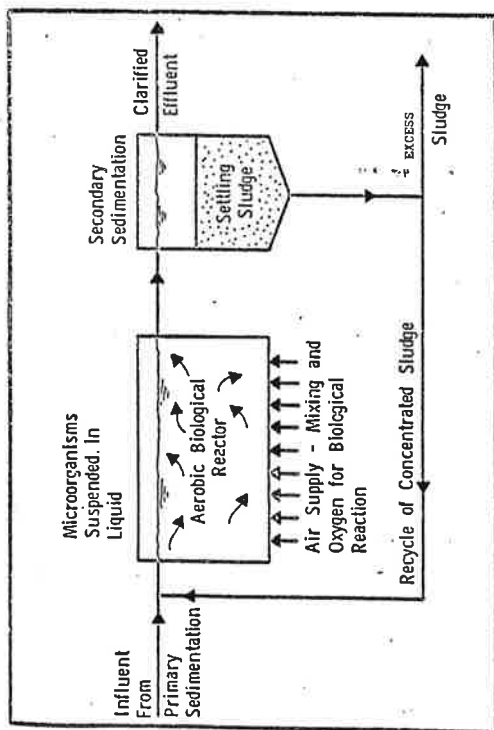 Influent
From
Primary
Sedimentation
Microorganisms
Suspended. In
Liquid
Aerobic Biological
Reactor
Air Supply - Mixing and
Oxygen for Biological
Reaction
Secondary
Sedimentation
Settling
Sludge
Clarified
Effluent
EXCESS
Sludge
Recycle of Concentrated Sludge